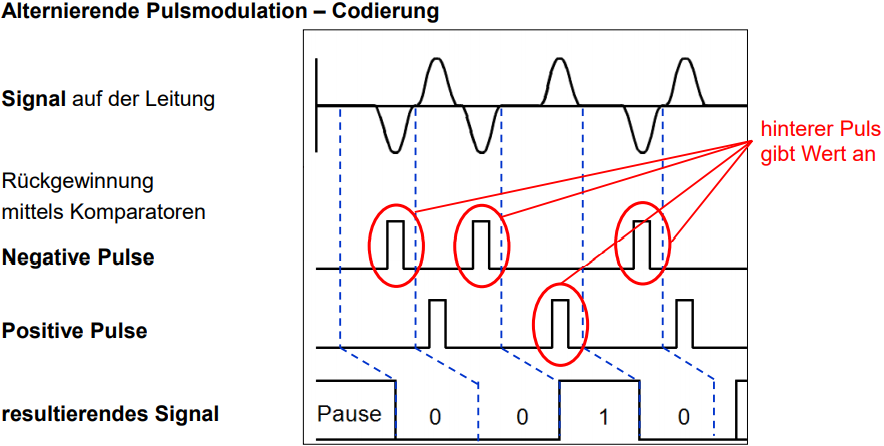 Alternierende Pulsmodulation – Codierung
Signal auf der Leitung
hinterer Puls
gibt Wert an
Rückgewinnung
mittels Komparatoren
Negative Pulse
Positive Pulse
resultierendes Signal
Pause 0 0 1 0